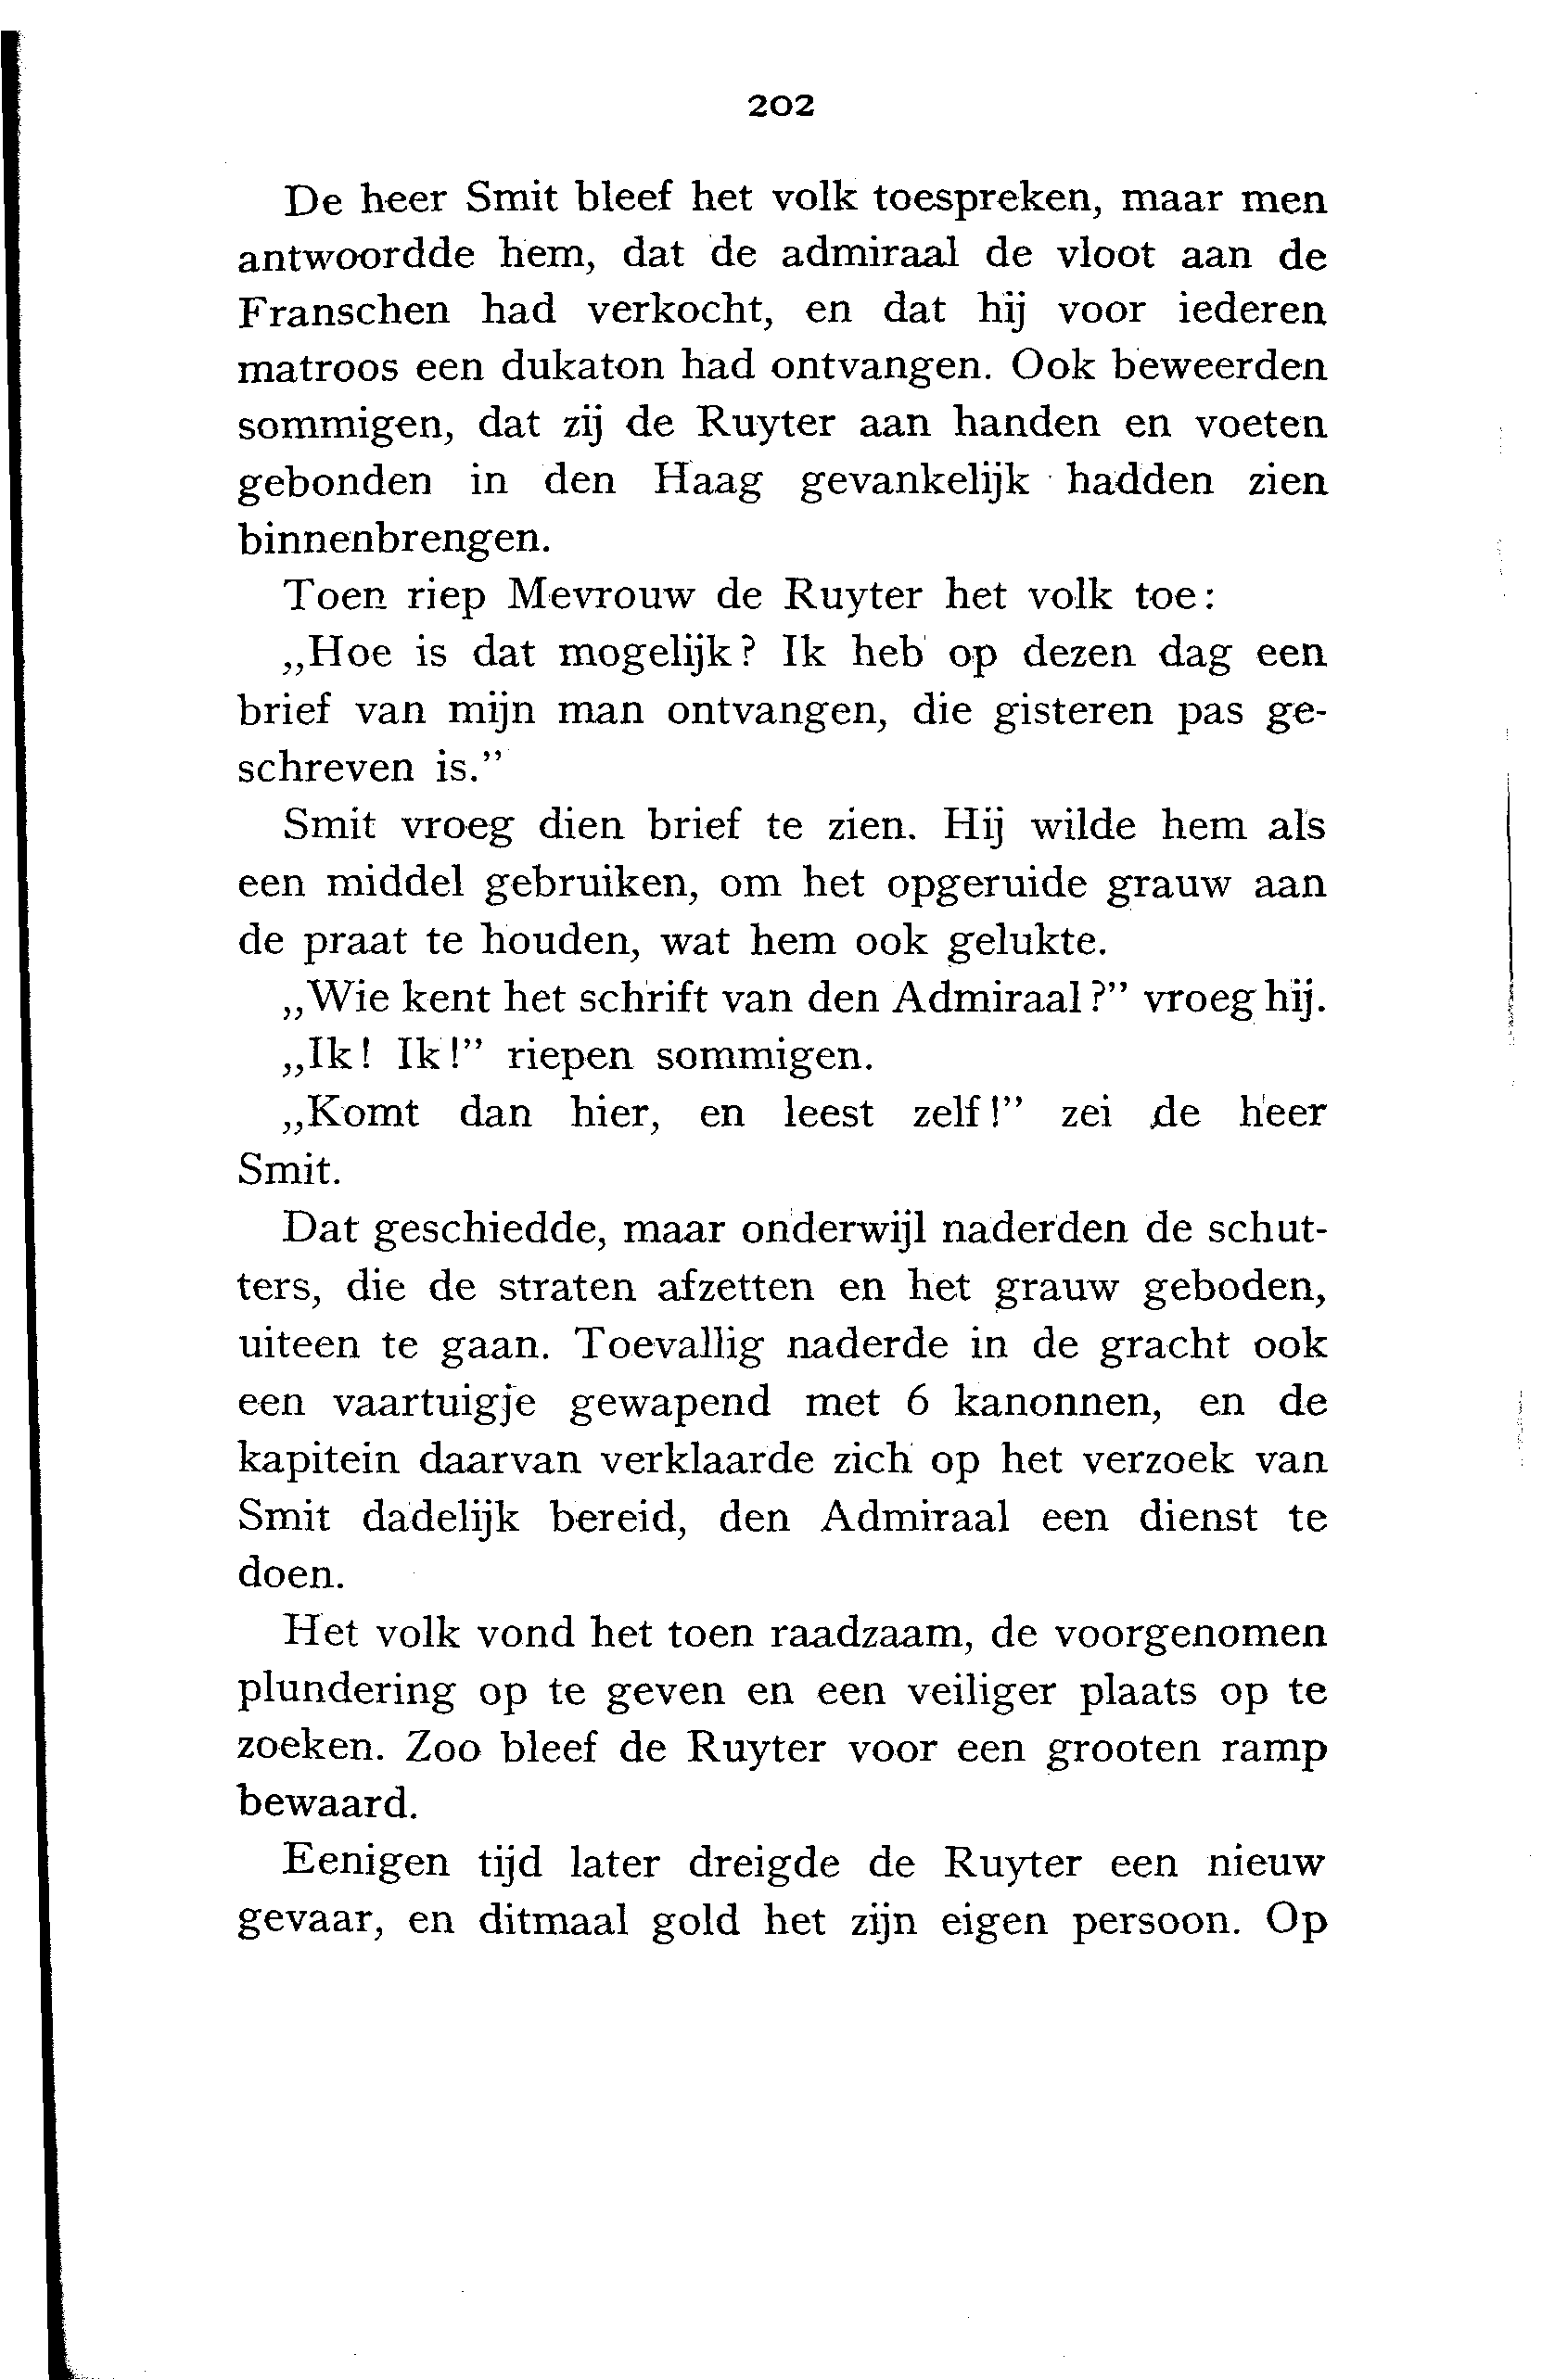 202
De heer Smit bleef het volk toespreken, maar men
antwoordde hem, dat de admiraal de vloot aan de
Franschen had verkocht, en dat hij voor iederen
matroos een dukaton had ontvangen. Ook beweerden
sommigen, dat zij de Ruyter aan handen en voeten
gebonden in den Haag gevankelijk hadden zien
binnenbrengen.
Toen riep Mevrouw de Ruyter het volk toe:
„Hoe is dat mogelijk? Ik heb op dezen dag een
brief van mijn man ontvangen, die gisteren pas ge-
schreven is.”
Smit vroeg dien brief te zien. Hij wilde hem als
een middel gebruiken, om het opgeruide grauw aan
de praat te houden, wat hem ook gelukte.
„Wie kent het schrift van den Admiraal?” vroeg hij.
„Ik! Ik!” riepen sommigen.
„Komt dan hier, en leest zelf!” zei de heer
Smit.
Dat geschiedde, maar onderwijl naderden de schut-
ters, die de straten afzetten en het grauw geboden,
uiteen te gaan. Toevallig naderde in de gracht ook
een vaartuigje gewapend met 6 kanonnen, en de
kapitein daarvan verklaarde zich op het verzoek van
Smit dadelijk bereid, den Admiraal een dienst te
doen.
Het volk vond het toen raadzaam, de voorgenomen
plundering op te geven en een veiliger plaats op te
zoeken. Zoo bleef de Ruyter voor een grooten ramp
bewaard.
Eenigen tijd later dreigde de Ruyter een nieuw
gevaar, en ditmaal gold het zijn eigen persoon. Op